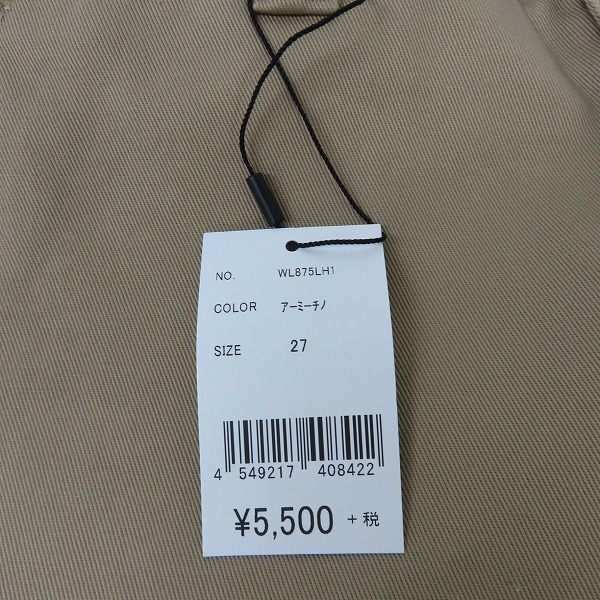 NO. WL875LH1
COLOR ｱｰﾐｰﾁﾉ
SIZE 27
4 549217 408422
¥5,500 +税